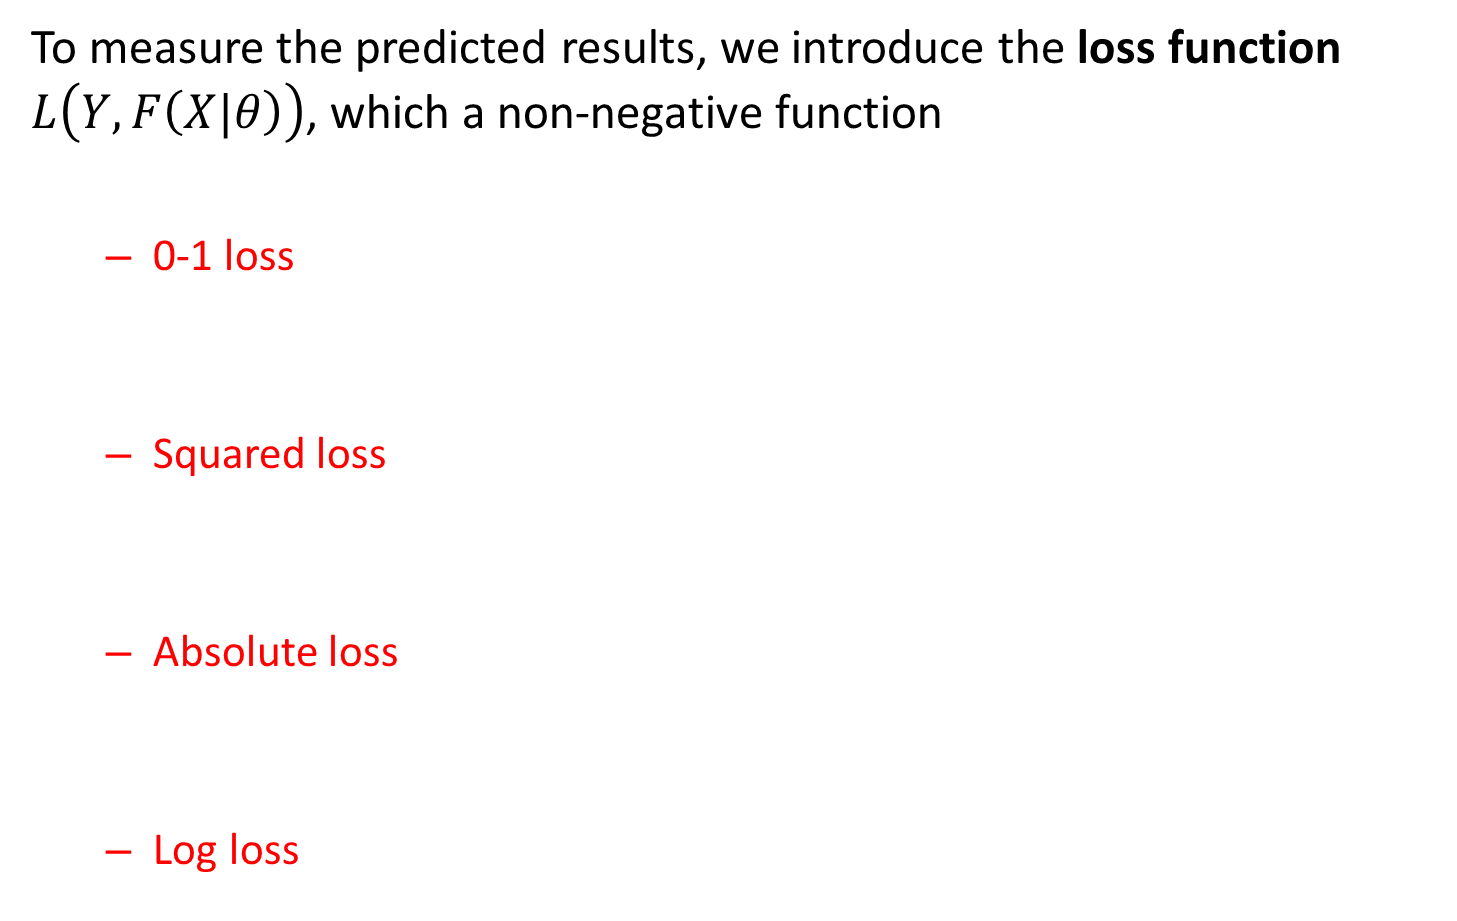 To measure the predicted results, we introduce the loss function
L(Y, F(X|θ)), which a non-negative function
– 0-1 loss
– Squared loss
– Absolute loss
– Log loss